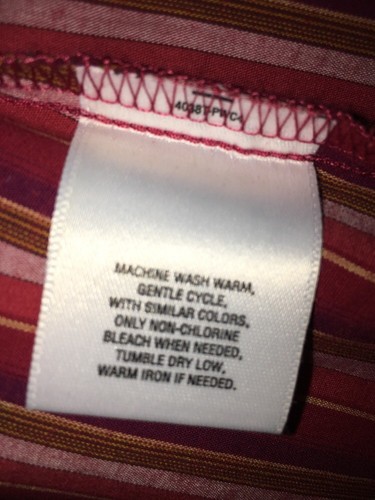 MACHINE WASH WARM,
GENTLE CYCLE,
WITH SIMILAR COLORS,
ONLY NON-CHLORINE
BLEACH WHEN NEEDED,
TUMBLE DRY LOW,
WARM IRON IF NEEDED.